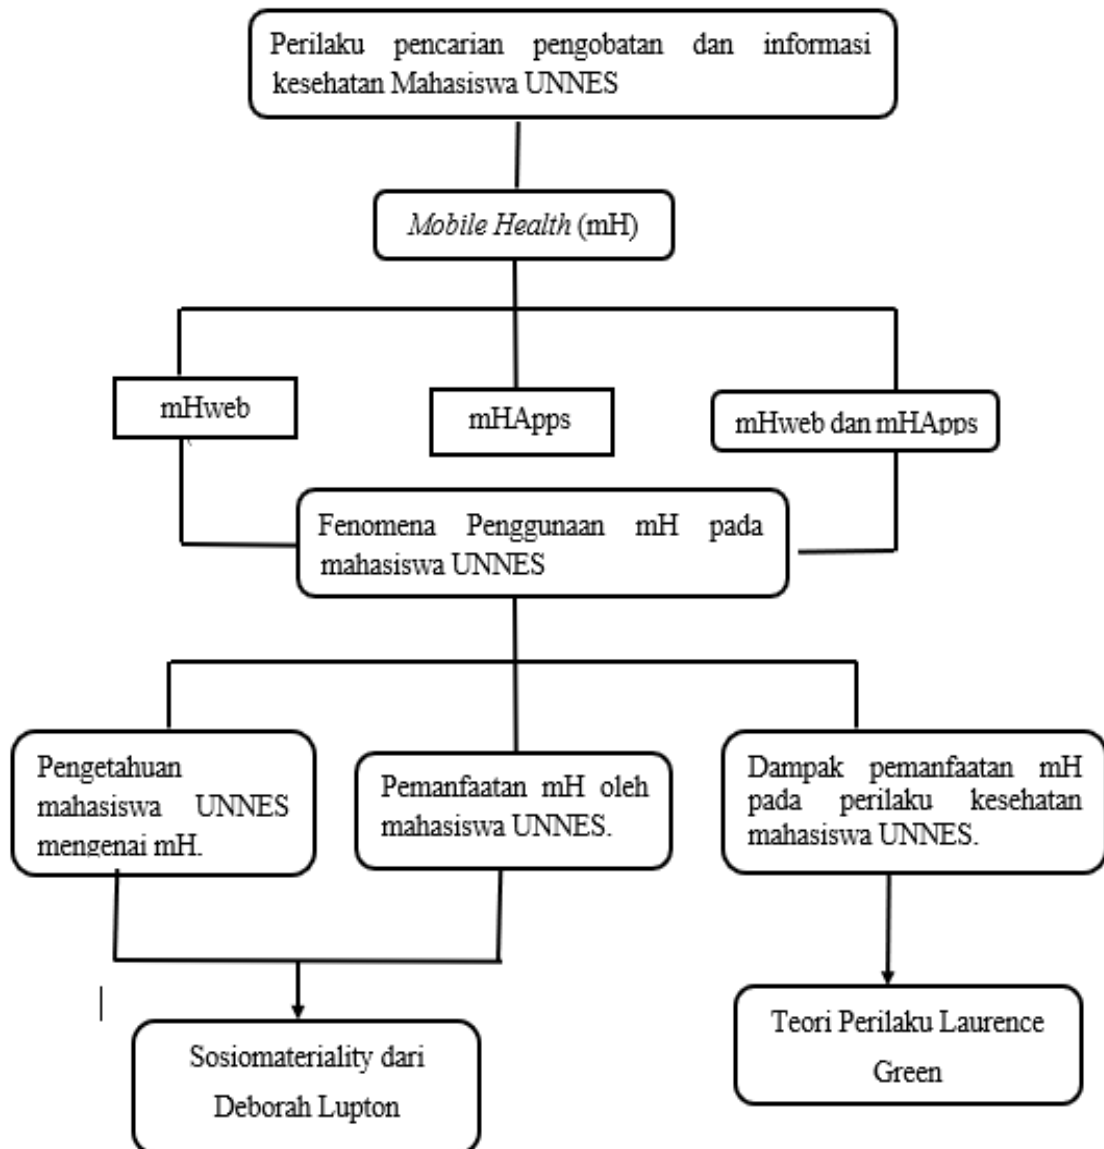 Perilaku pencarian pengobatan dan informasi
kesehatan Mahasiswa UNNES
Mobile Health (mH)
mHweb
mHApps
mHweb dan mHApps
Fenomena Penggunaan mH pada
mahasiswa UNNES
Pengetahuan
mahasiswa UNNES
mengenai mH.
Pemanfaatan mH oleh
mahasiswa UNNES.
Dampak pemanfaatan mH
pada perilaku kesehatan
mahasiswa UNNES.
Sosiomateriality dari
Deborah Lupton
Teori Perilaku Laurence
Green